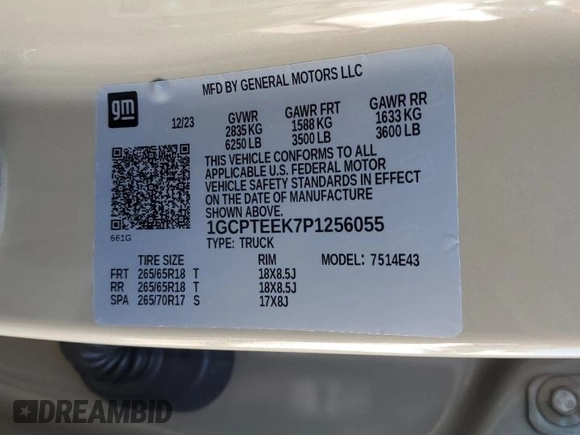 MFD BY GENERAL MOTORS LLC
gm
12/23 GVWR GAWR FRT GAWR RR
2835 KG 1588 KG 1633 KG
6250 LB 3500 LB 3600 LB
THIS VEHICLE CONFORMS TO ALL
APPLICABLE U.S. FEDERAL MOTOR
VEHICLE SAFETY STANDARDS IN EFFECT
ON THE DATE OF MANUFACTURE
SHOWN ABOVE.
661G
1GCPTEEK7P1256055
TYPE: TRUCK
TIRE SIZE RIM MODEL: 7514E43
FRT 265/65R18 T 18X8.5J
RR 265/65R18 T 18X8.5J
SPA 265/70R17 S 17X8J
DREAMBID